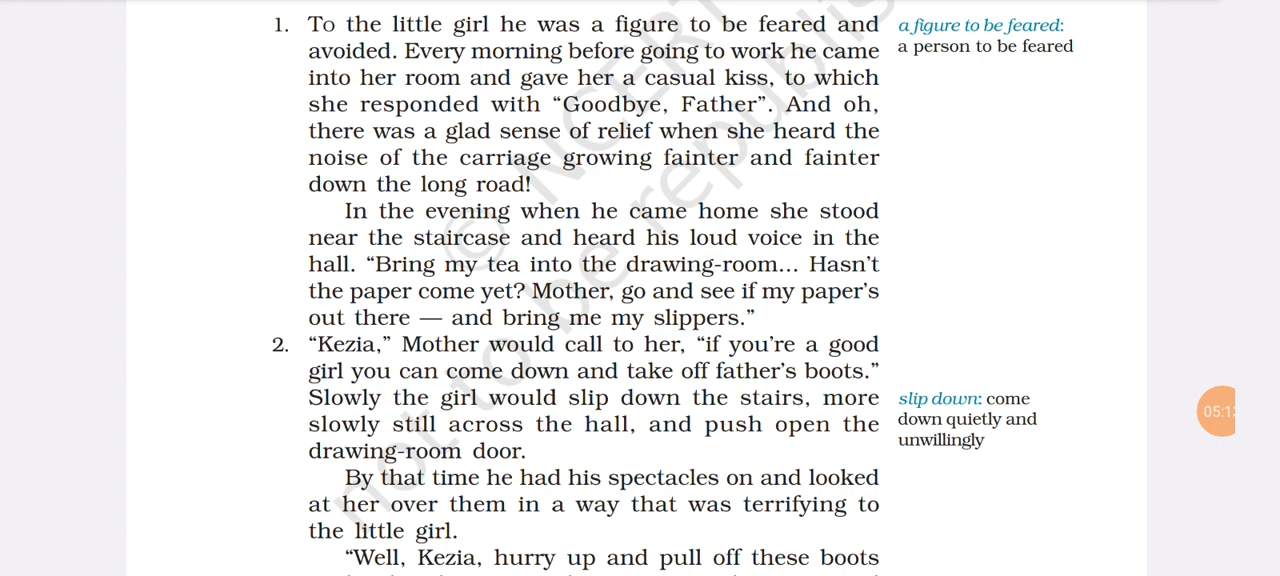 1. To the little girl he was a figure to be feared and
avoided. Every morning before going to work he came
into her room and gave her a casual kiss, to which
she responded with “Goodbye, Father”. And oh,
there was a glad sense of relief when she heard the
noise of the carriage growing fainter and fainter
down the long road!
In the evening when he came home she stood
near the staircase and heard his loud voice in the
hall. “Bring my tea into the drawing-room... Hasn’t
the paper come yet? Mother, go and see if my paper’s
out there — and bring me my slippers.”
2. “Kezia,” Mother would call to her, “if you’re a good
girl you can come down and take off father’s boots.”
Slowly the girl would slip down the stairs, more
slowly still across the hall, and push open the
drawing-room door.
By that time he had his spectacles on and looked
at her over them in a way that was terrifying to
the little girl.
“Well, Kezia, hurry up and pull off these boots
a figure to be feared:
a person to be feared
slip down: come
down quietly and
unwillingly
© NCERT
not to be republis